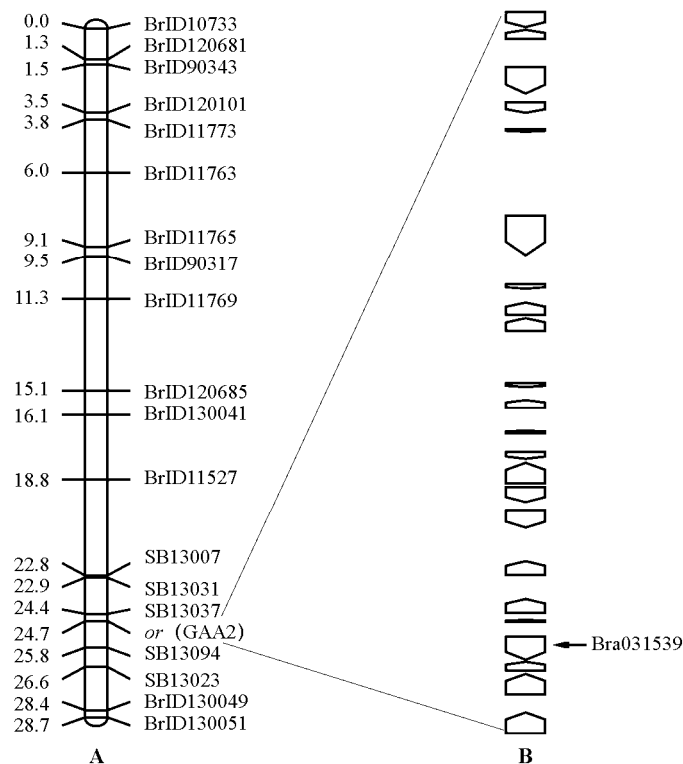 0.0 BrID10733
1.3 BrID120681
1.5 BrID90343
3.5 BrID120101
3.8 BrID11773
6.0 BrID11763
9.1 BrID11765
9.5 BrID90317
11.3 BrID11769
15.1 BrID120685
16.1 BrID130041
18.8 BrID11527
22.8 SB13007
22.9 SB13031
24.4 SB13037
24.7 or (GAA2)
25.8 SB13094
26.6 SB13023
28.4 BrID130049
28.7 BrID130051
Bra031539
A B